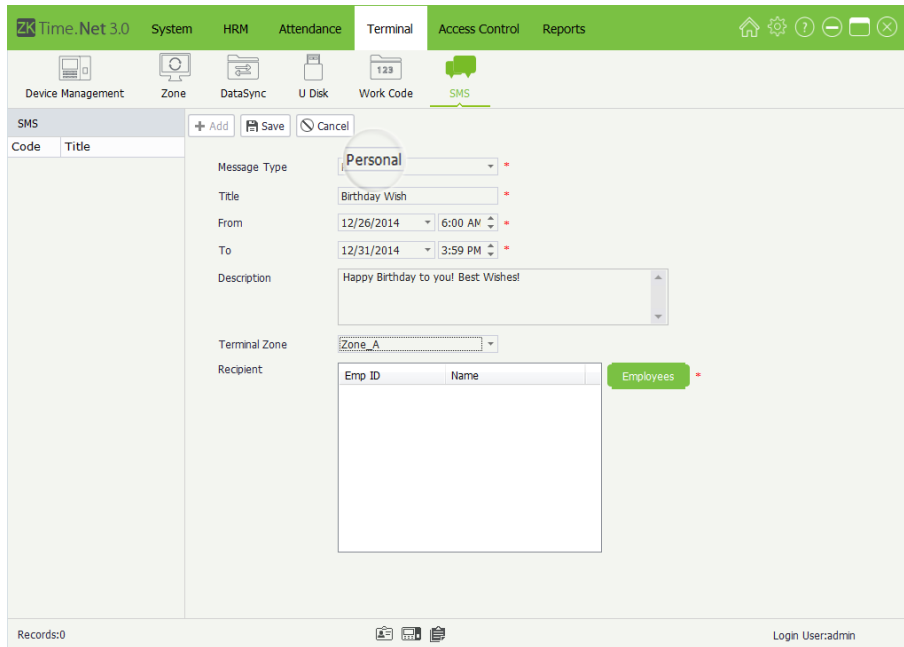 ZK Time.Net 3.0 System HRM Attendance Terminal Access Control Reports
123
Device Management Zone DataSync U Disk Work Code SMS
SMS
Add Save Cancel
Code Title
Message Type Personal *
Title Birthday Wish *
From 12/26/2014 6:00 AM *
To 12/31/2014 3:59 PM *
Description Happy Birthday to you! Best Wishes!
Terminal Zone Zone_A
Recipient Emp ID Name Employees *
Records:0 Login User:admin